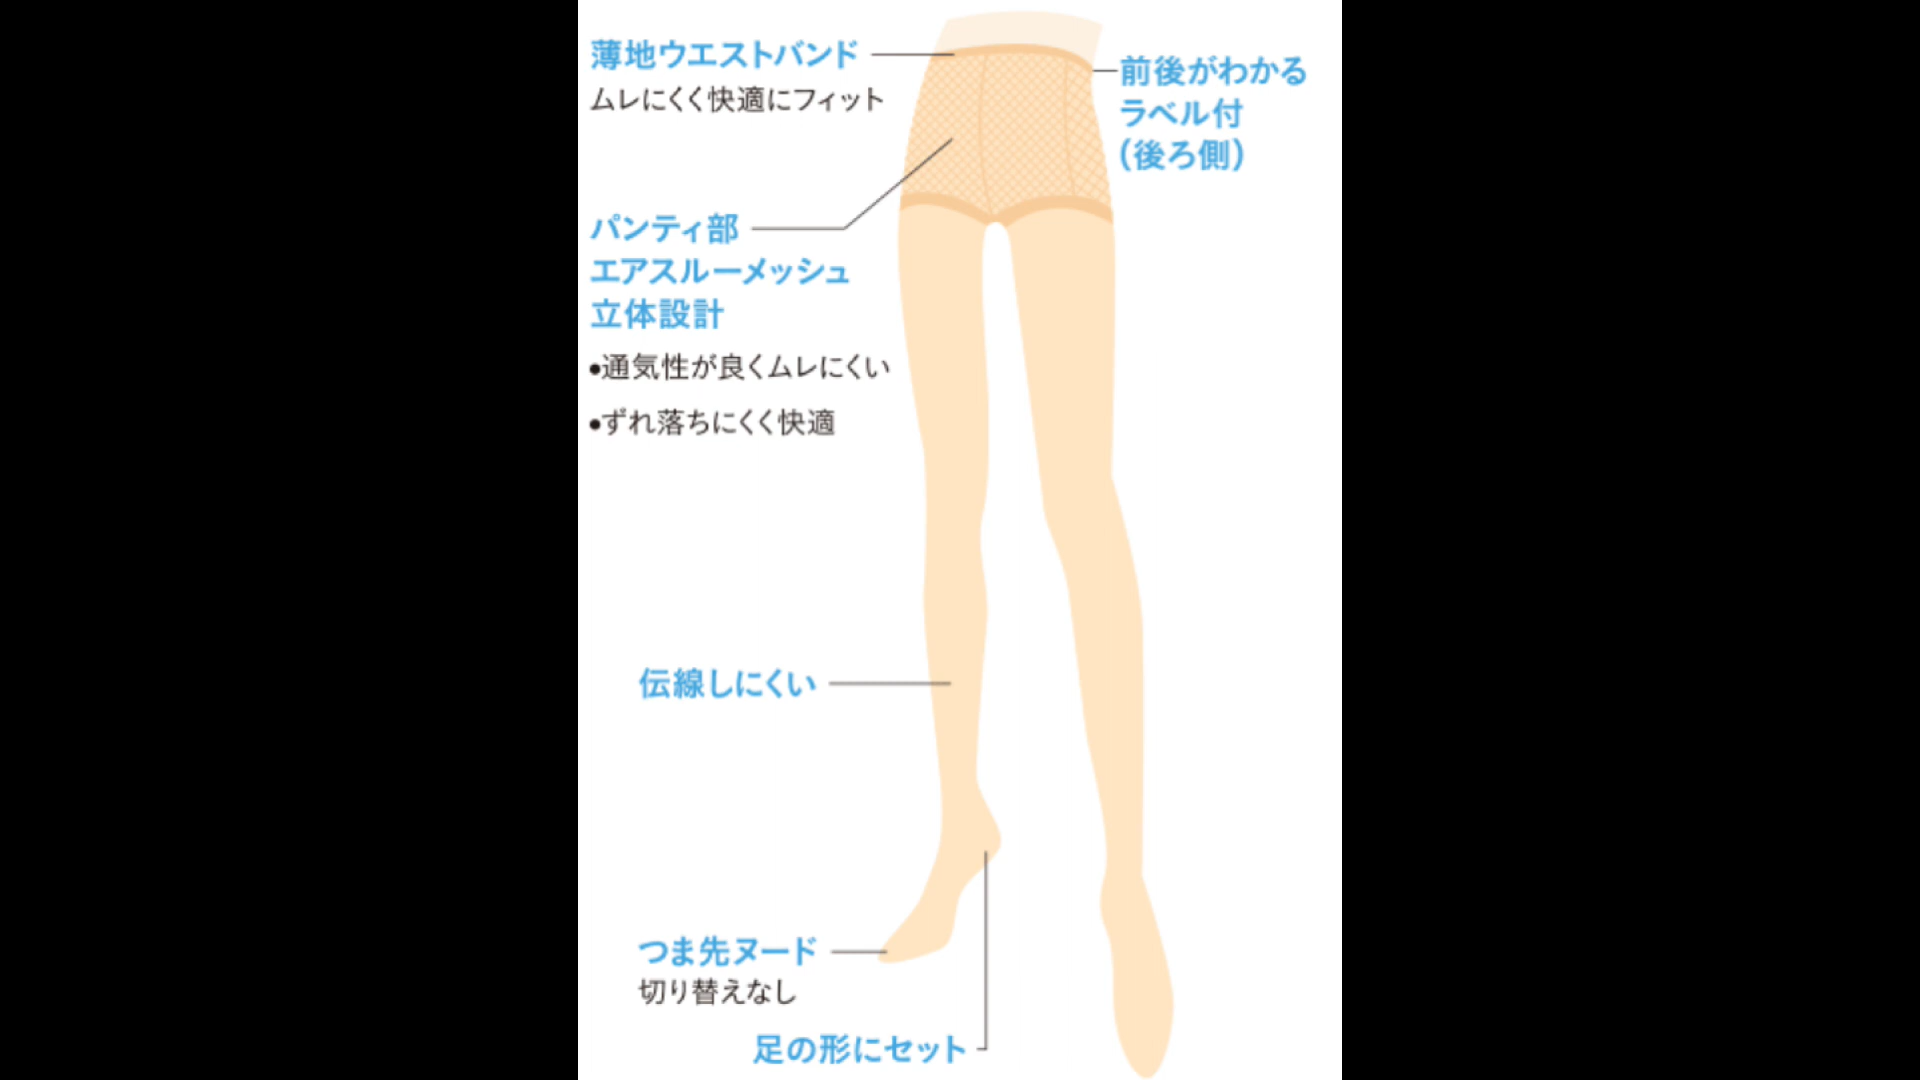 薄地ウエストバンド
ムレにくく快適にフィット
前後がわかる
ラベル付
(後ろ側)
パンティ部
エアスルーメッシュ
立体設計
•通気性が良くムレにくい
•ずれ落ちにくく快適
伝線しにくい
つま先ヌード
切り替えなし
足の形にセット